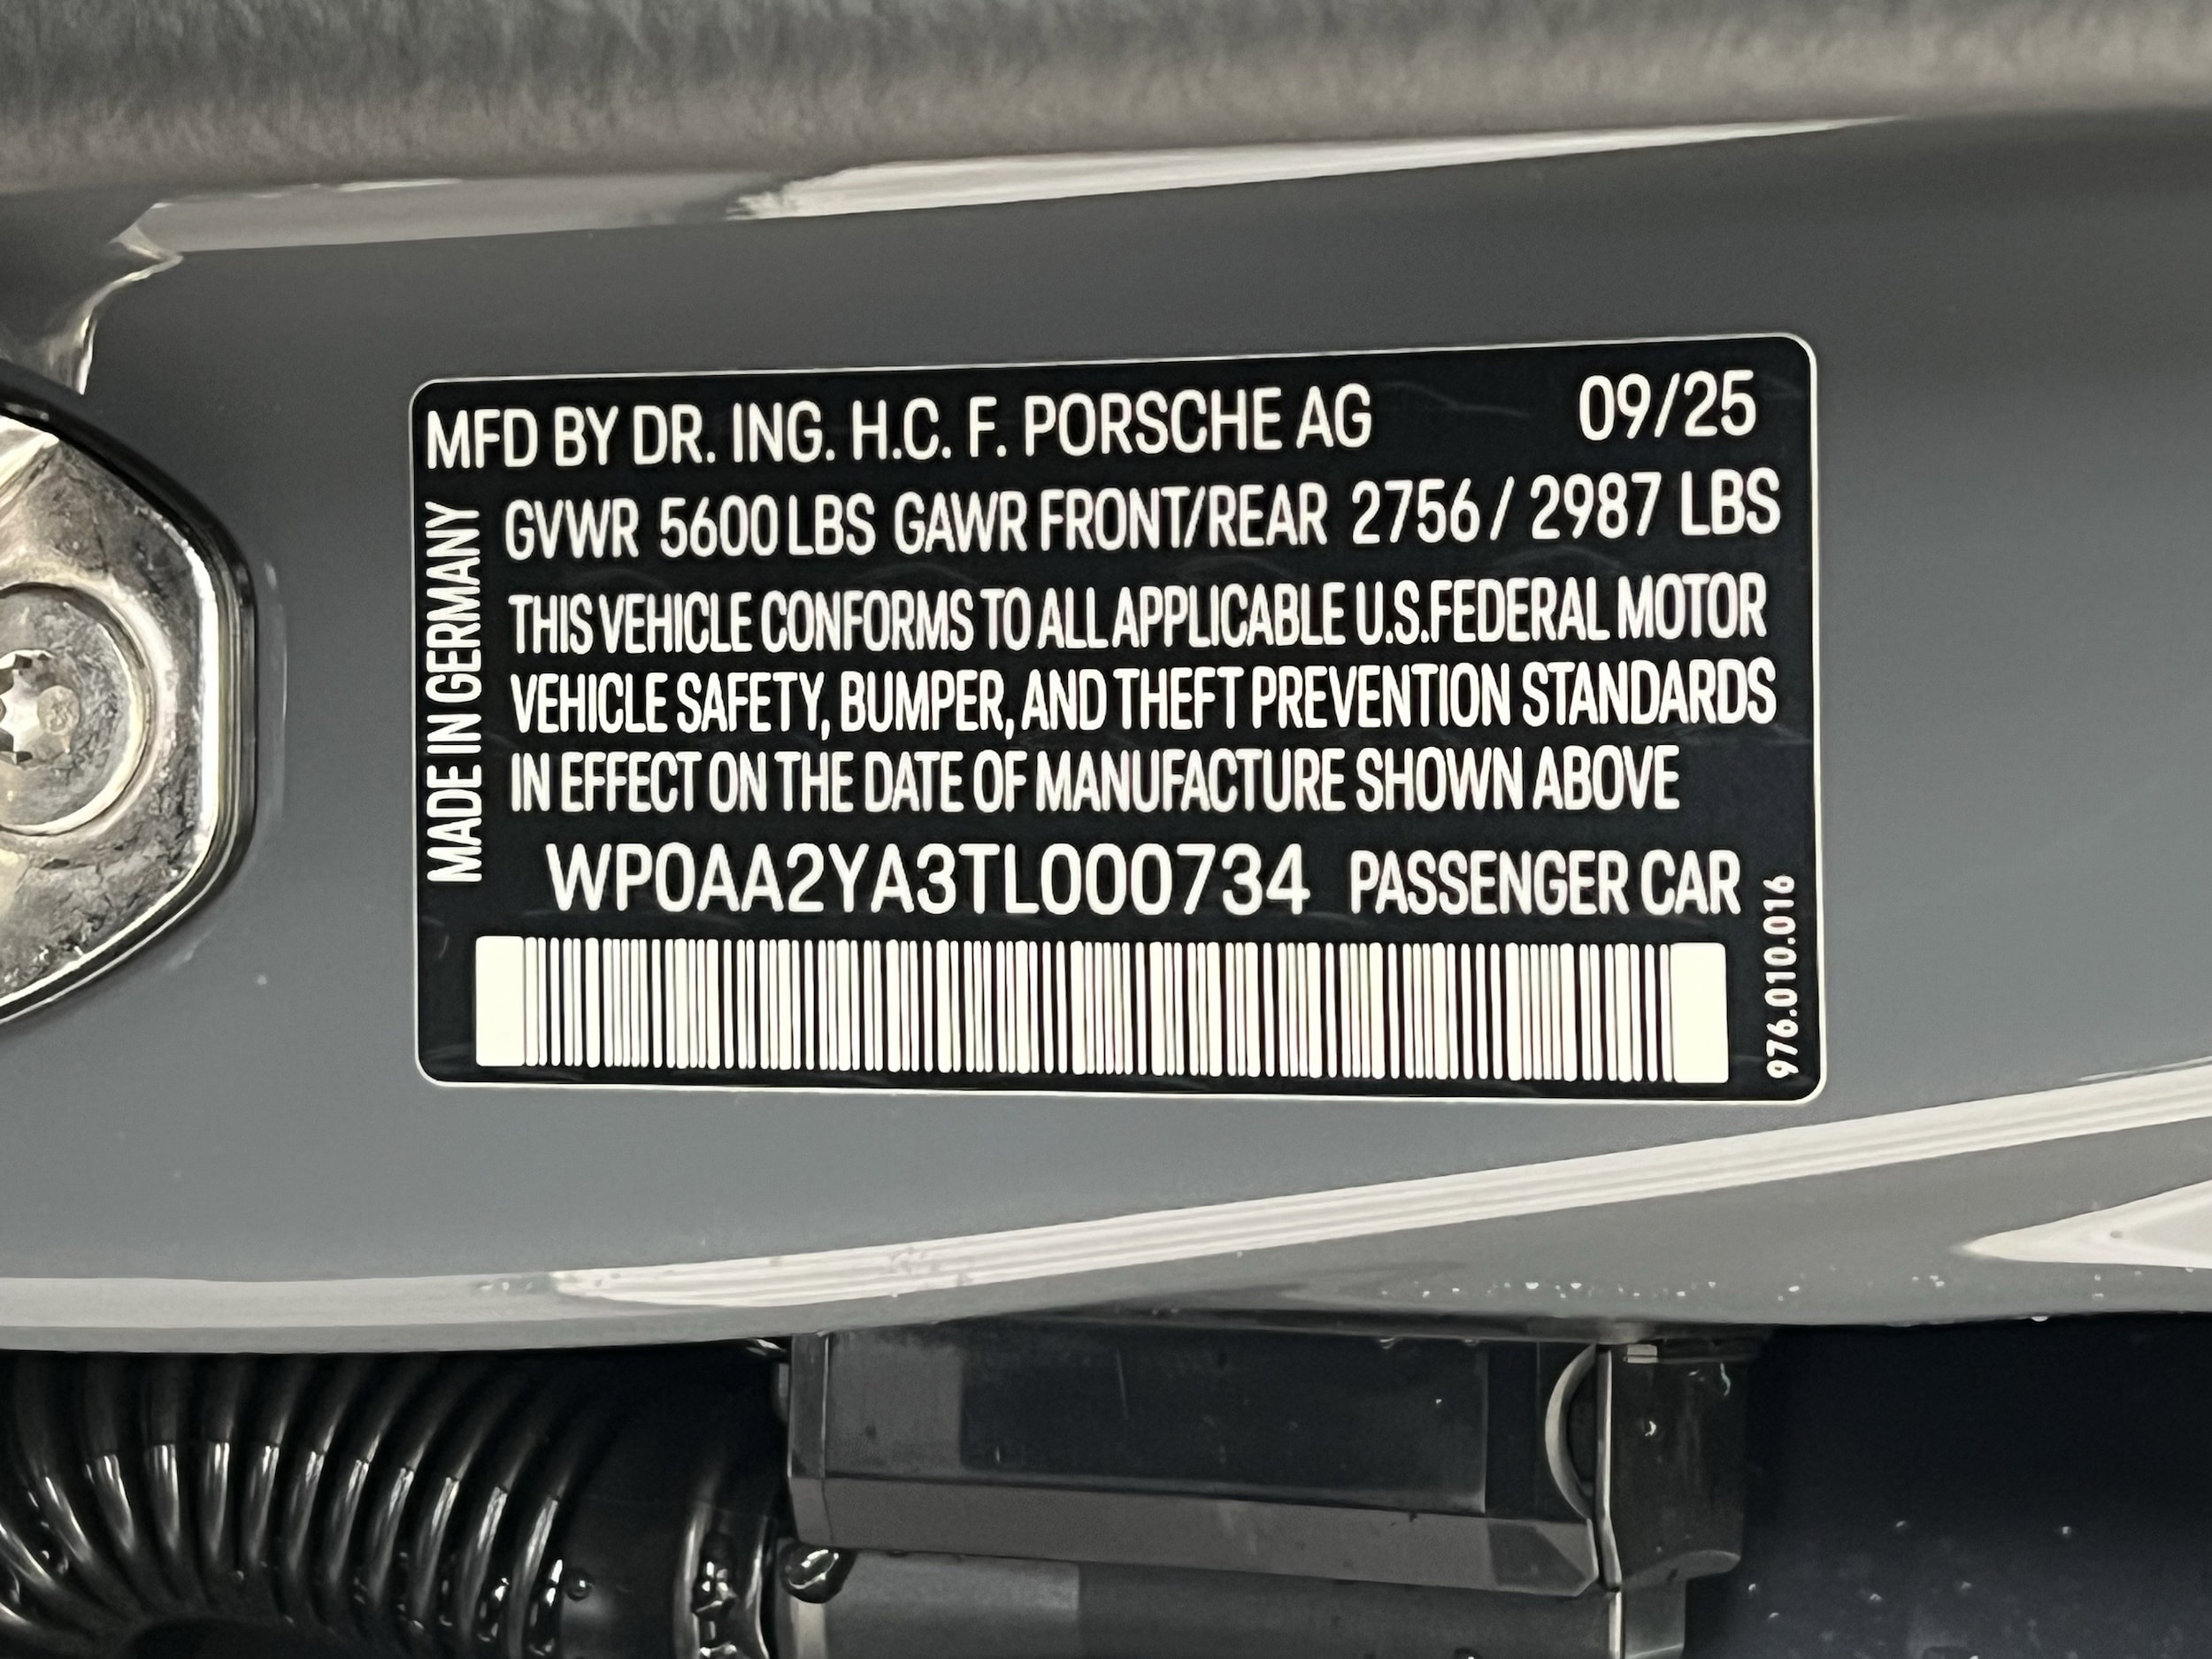 MFD BY DR. ING. H.C. F. PORSCHE AG 09/25
GVWR 5600 LBS GAWR FRONT/REAR 2756 / 2987 LBS
THIS VEHICLE CONFORMS TO ALL APPLICABLE U.S.FEDERAL MOTOR
VEHICLE SAFETY, BUMPER, AND THEFT PREVENTION STANDARDS
IN EFFECT ON THE DATE OF MANUFACTURE SHOWN ABOVE
WP0AA2YA3TL000734 PASSENGER CAR
MADE IN GERMANY
976.010.016